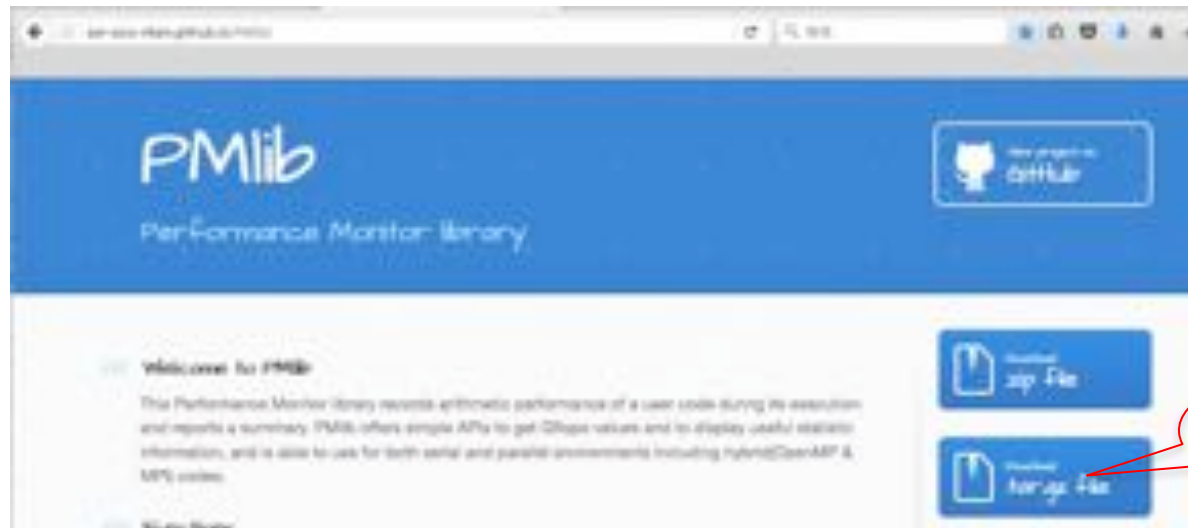 PMlib
View project on
GitHub
Performance Monitor library
Welcome to PMlib
Download
zip file
This Performance Monitor library records arithmetic performance of a user code during its execution
and reports a summary. PMlib offers simple APIs to get Gflops values and to display useful statistic
information, and is able to use for both serial and parallel environments including hybrid(OpenMP &
MPI) codes.
Download
tar.gz file